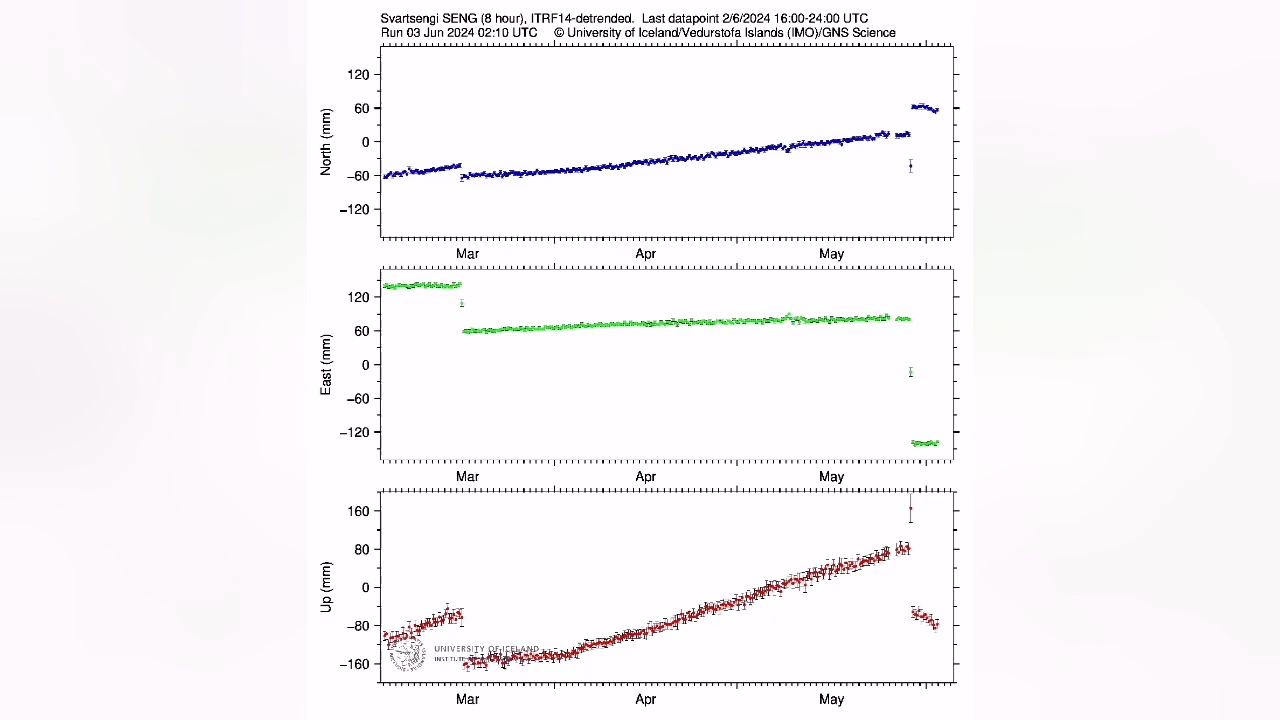 Svartsengi SENG (8 hour), ITRF14-detrended. Last datapoint 2/6/2024 16:00-24:00 UTC
Run 03 Jun 2024 02:10 UTC © University of Iceland/Vedurstofa Islands (IMO)/GNS Science
120
60
0
−60
−120
North (mm)
Mar Apr May
120
60
0
−60
−120
East (mm)
Mar Apr May
160
80
0
−80
−160
Up (mm)
UNIVERSITY OF ICELAND
Mar Apr May